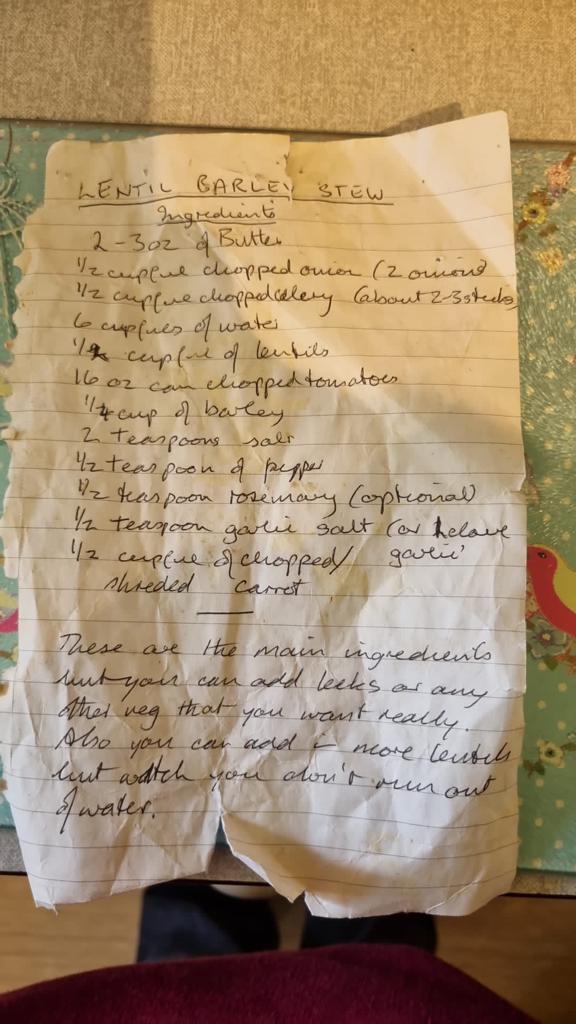 LENTIL BARLEY STEW
Ingredients
2-3oz of Butter
1/2 cupful chopped onion (2 onions)
1/2 cupful chopped celery (about 2-3 sticks)
6 cupfuls of water
cupful of lentils
16 oz can chopped tomatoes
1/4 cup of barley
2 teaspoons salt
1/2 teaspoon of pepper
1/2 teaspoon rosemary (optional)
1/2 teaspoon garlic salt (or 1 clove
1/2 cupful of chopped/ garlic
shreded carrot
These are the main ingredients
but you can add leeks or any
other veg that you want really.
Also you can add in more lentils
but watch you don't run out
of water.